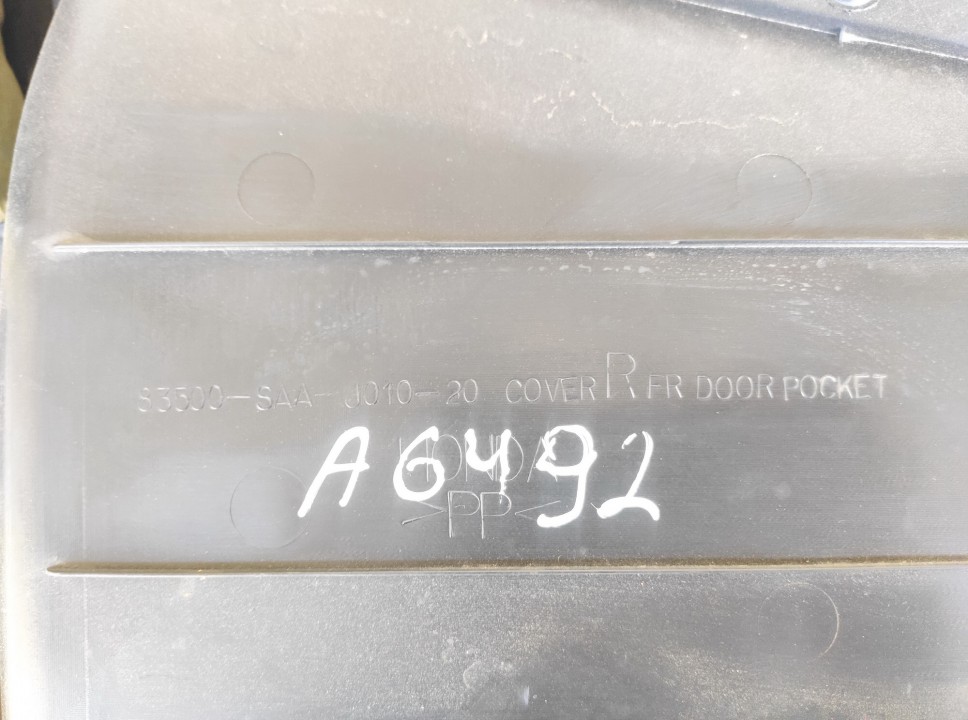 83500-SAA-J010-20 COVER R FR DOOR POCKET
HONDA
A6492
>PP<